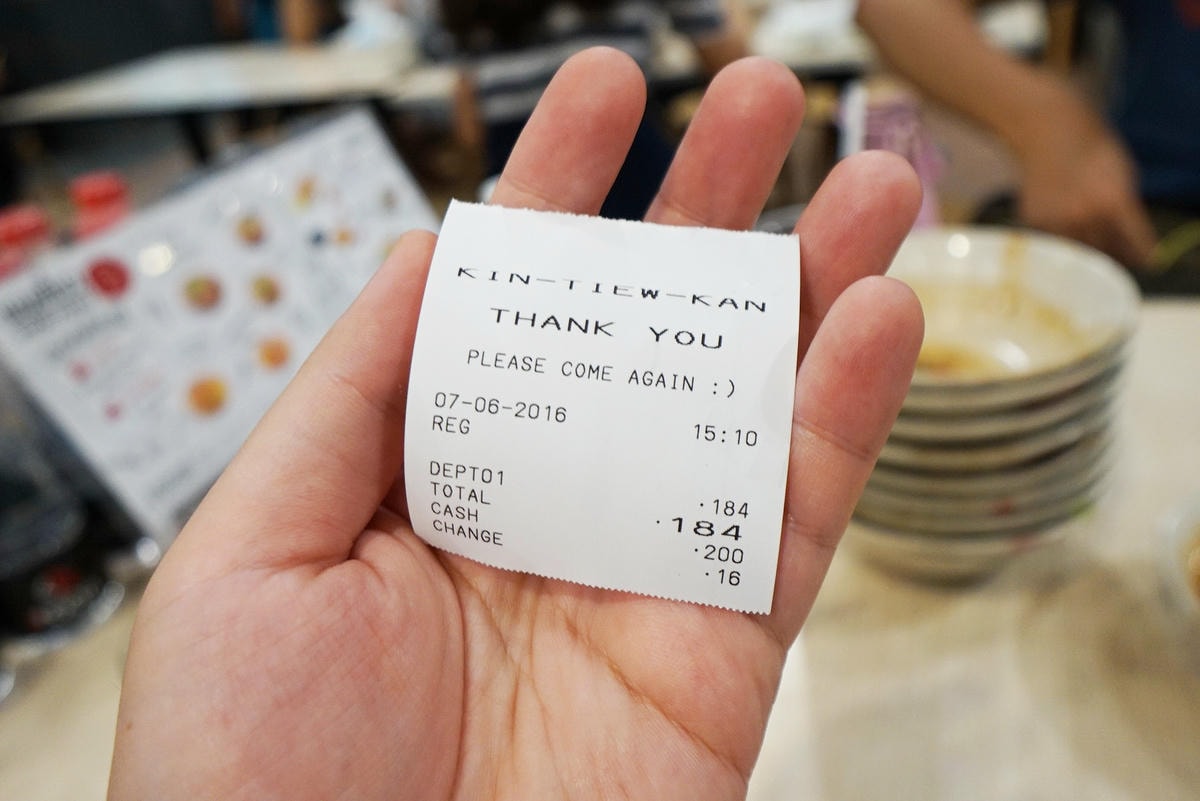 KIN-TIEW-KAN
THANK YOU
PLEASE COME AGAIN :)
07-06-2016 15:10
REG
DEPT01 ·184
TOTAL ·184
CASH ·200
CHANGE ·16